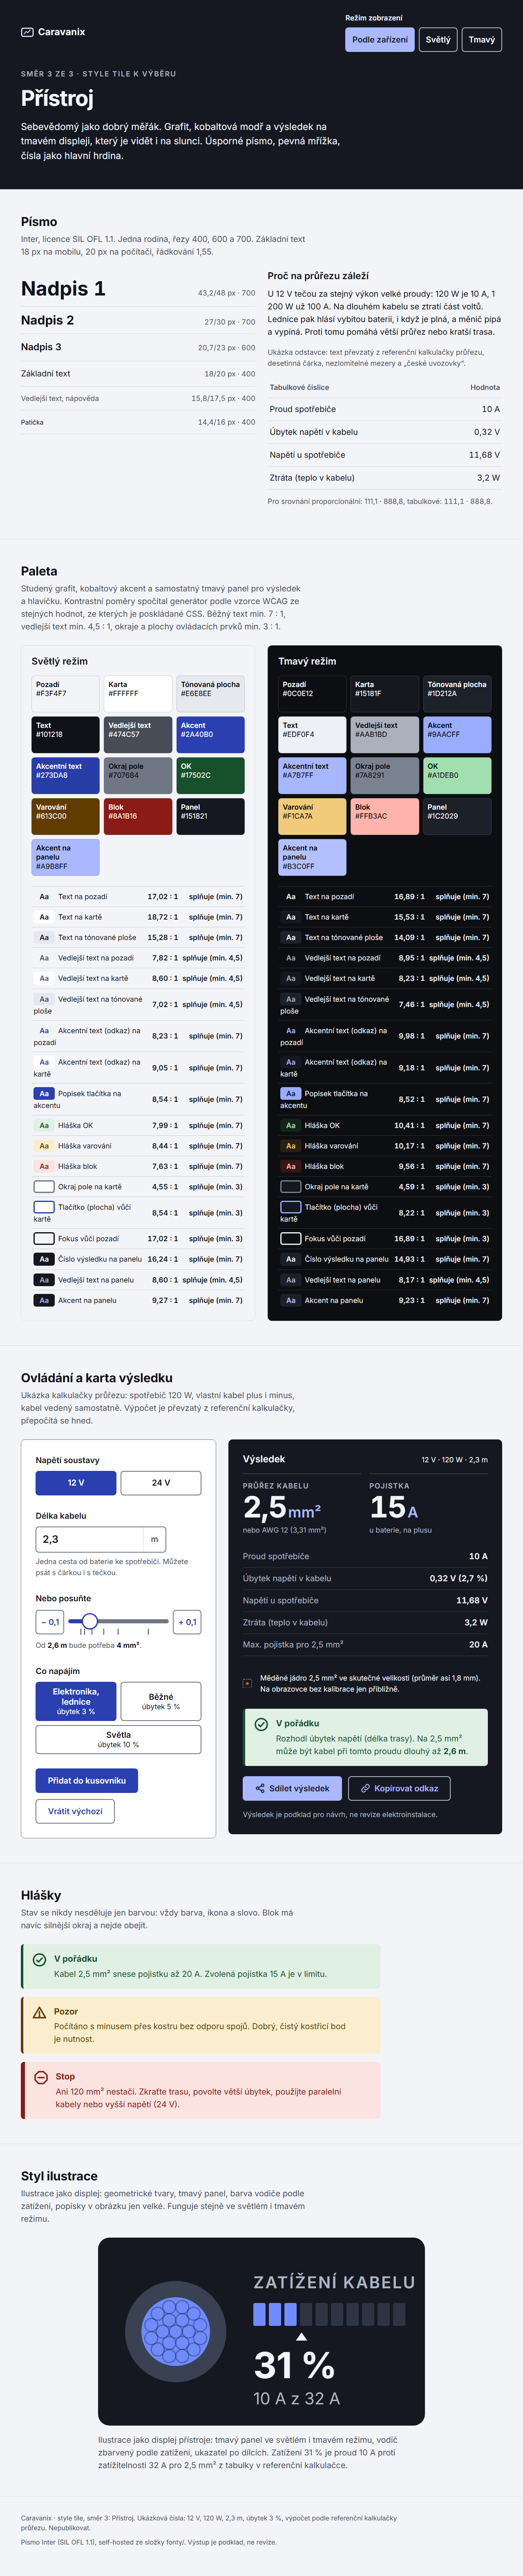 Caravanix
Režim zobrazení
Podle zařízení
Světlý
Tmavý
SMĚR 3 ZE 3 · STYLE TILE K VÝBĚRU
Přístroj
Sebevědomý jako dobrý měřák. Grafit, kobaltová modř a výsledek na
tmavém displeji, který je vidět i na slunci. Úsporné písmo, pevná mřížka,
čísla jako hlavní hrdina.
Písmo
Inter, licence SIL OFL 1.1. Jedna rodina, řezy 400, 600 a 700. Základní text
18 px na mobilu, 20 px na počítači, řádkování 1,55.
Nadpis 1
43,2/48 px · 700
Nadpis 2
27/30 px · 700
Nadpis 3
20,7/23 px · 600
Základní text
18/20 px · 400
Vedlejší text, nápověda
15,8/17,5 px · 400
Patička
14,4/16 px · 400
Proč na průřezu záleží
U 12 V tečou za stejný výkon velké proudy: 120 W je 10 A, 1
200 W už 100 A. Na dlouhém kabelu se ztratí část voltů.
Lednice pak hlásí vybitou baterii, i když je plná, a měnič pípá
a vypíná. Proti tomu pomáhá větší průřez nebo kratší trasa.
Ukázka odstavce: text převzatý z referenční kalkulačky průřezu,
desetinná čárka, nezlomitelné mezery a „české uvozovky“.
Tabulkové číslice
Hodnota
Proud spotřebiče
10 A
Úbytek napětí v kabelu
0,32 V
Napětí u spotřebiče
11,68 V
Ztráta (teplo v kabelu)
3,2 W
Pro srovnání proporcionální: 111,1 · 888,8, tabulkové: 111,1 · 888,8.
Paleta
Studený grafit, kobaltový akcent a samostatný tmavý panel pro výsledek
a hlavičku. Kontrastní poměry spočítal generátor podle vzorce WCAG ze
stejných hodnot, ze kterých je poskládané CSS. Běžný text min. 7 : 1,
vedlejší text min. 4,5 : 1, okraje a plochy ovládacích prvků min. 3 : 1.
Světlý režim
Pozadí
#F3F4F7
Karta
#FFFFFF
Tónovaná plocha
#E6E8EE
Text
#101218
Vedlejší text
#474C57
Akcent
#2A40B0
Akcentní text
#273DA8
Okraj pole
#707684
OK
#17502C
Varování
#613C00
Blok
#8A1B16
Panel
#151821
Akcent na
panelu
#A9B8FF
Aa Text na pozadí 17,02 : 1 splňuje (min. 7)
Aa Text na kartě 18,72 : 1 splňuje (min. 7)
Aa Text na tónované ploše 15,28 : 1 splňuje (min. 7)
Aa Vedlejší text na pozadí 7,82 : 1 splňuje (min. 4,5)
Aa Vedlejší text na kartě 8,60 : 1 splňuje (min. 4,5)
Aa Vedlejší text na tónované
ploše 7,02 : 1 splňuje (min. 4,5)
Aa Akcentní text (odkaz) na
pozadí 8,23 : 1 splňuje (min. 7)
Aa Akcentní text (odkaz) na
kartě 9,05 : 1 splňuje (min. 7)
Aa Popisek tlačítka na
akcentu 8,54 : 1 splňuje (min. 7)
Aa Hláška OK 7,99 : 1 splňuje (min. 7)
Aa Hláška varování 8,44 : 1 splňuje (min. 7)
Aa Hláška blok 7,63 : 1 splňuje (min. 7)
Okraj pole na kartě 4,55 : 1 splňuje (min. 3)
Tlačítko (plocha) vůči
kartě 8,54 : 1 splňuje (min. 3)
Fokus vůči pozadí 17,02 : 1 splňuje (min. 3)
Aa Číslo výsledku na panelu 16,24 : 1 splňuje (min. 7)
Aa Vedlejší text na panelu 8,60 : 1 splňuje (min. 4,5)
Aa Akcent na panelu 9,27 : 1 splňuje (min. 7)
Tmavý režim
Pozadí
#0C0E12
Karta
#15181F
Tónovaná plocha
#1D212A
Text
#EDF0F4
Vedlejší text
#AAB1BD
Akcent
#9AACFF
Akcentní text
#A7B7FF
Okraj pole
#7A8291
OK
#A1DEB0
Varování
#F1CA7A
Blok
#FFB3AC
Panel
#1C2029
Akcent na
panelu
#B3C0FF
Aa Text na pozadí 16,89 : 1 splňuje (min. 7)
Aa Text na kartě 15,53 : 1 splňuje (min. 7)
Aa Text na tónované ploše 14,09 : 1 splňuje (min. 7)
Aa Vedlejší text na pozadí 8,95 : 1 splňuje (min. 4,5)
Aa Vedlejší text na kartě 8,23 : 1 splňuje (min. 4,5)
Aa Vedlejší text na tónované
ploše 7,46 : 1 splňuje (min. 4,5)
Aa Akcentní text (odkaz) na
pozadí 9,98 : 1 splňuje (min. 7)
Aa Akcentní text (odkaz) na
kartě 9,18 : 1 splňuje (min. 7)
Aa Popisek tlačítka na
akcentu 8,52 : 1 splňuje (min. 7)
Aa Hláška OK 10,41 : 1 splňuje (min. 7)
Aa Hláška varování 10,17 : 1 splňuje (min. 7)
Aa Hláška blok 9,56 : 1 splňuje (min. 7)
Okraj pole na kartě 4,59 : 1 splňuje (min. 3)
Tlačítko (plocha) vůči
kartě 8,22 : 1 splňuje (min. 3)
Fokus vůči pozadí 16,89 : 1 splňuje (min. 3)
Aa Číslo výsledku na panelu 14,93 : 1 splňuje (min. 7)
Aa Vedlejší text na panelu 8,17 : 1 splňuje (min. 4,5)
Aa Akcent na panelu 9,23 : 1 splňuje (min. 7)
Ovládání a karta výsledku
Ukázka kalkulačky průřezu: spotřebič 120 W, vlastní kabel plus i minus,
kabel vedený samostatně. Výpočet je převzatý z referenční kalkulačky,
přepočítá se hned.
Napětí soustavy
12 V
24 V
Délka kabelu
2,3
m
Jedna cesta od baterie ke spotřebiči. Můžete
psát s čárkou i s tečkou.
Nebo posuňte
− 0,1
+ 0,1
Od 2,6 m bude potřeba 4 mm².
Co napájím
Elektronika,
lednice
úbytek 3 %
Běžné
úbytek 5 %
Světla
úbytek 10 %
Přidat do kusovníku
Vrátit výchozí
Výsledek
12 V · 120 W · 2,3 m
PRŮŘEZ KABELU
2,5 mm²
nebo AWG 12 (3,31 mm²)
POJISTKA
15 A
u baterie, na plusu
Proud spotřebiče
10 A
Úbytek napětí v kabelu
0,32 V (2,7 %)
Napětí u spotřebiče
11,68 V
Ztráta (teplo v kabelu)
3,2 W
Max. pojistka pro 2,5 mm²
20 A
Měděné jádro 2,5 mm² ve skutečné velikosti (průměr asi 1,8 mm).
Na obrazovce bez kalibrace jen přibližně.
V pořádku
Rozhodl úbytek napětí (délka trasy). Na 2,5 mm²
může být kabel při tomto proudu dlouhý až 2,6 m.
Sdílet výsledek
Kopírovat odkaz
Výsledek je podklad pro návrh, ne revize elektroinstalace.
Hlášky
Stav se nikdy nesděluje jen barvou: vždy barva, ikona a slovo. Blok má
navíc silnější okraj a nejde obejít.
V pořádku
Kabel 2,5 mm² snese pojistku až 20 A. Zvolená pojistka 15 A je v limitu.
Pozor
Počítáno s minusem přes kostru bez odporu spojů. Dobrý, čistý kostřicí bod
je nutnost.
Stop
Ani 120 mm² nestačí. Zkraťte trasu, povolte větší úbytek, použijte paralelní
kabely nebo vyšší napětí (24 V).
Styl ilustrace
Ilustrace jako displej: geometrické tvary, tmavý panel, barva vodiče podle
zatížení, popisky v obrázku jen velké. Funguje stejně ve světlém i tmavém
režimu.
ZATÍŽENÍ KABELU
31 %
10 A z 32 A
Ilustrace jako displej přístroje: tmavý panel ve světlém i tmavém režimu, vodič
zbarvený podle zatížení, ukazatel po dílcích. Zatížení 31 % je proud 10 A proti
zatížitelnosti 32 A pro 2,5 mm² z tabulky v referenční kalkulačce.
Caravanix · style tile, směr 3: Přístroj. Ukázková čísla: 12 V, 120 W, 2,3 m, úbytek 3 %, výpočet podle referenční kalkulačky
průřezu. Nepublikovat.
Písmo Inter (SIL OFL 1.1), self-hosted ze složky fonty/. Výstup je podklad, ne revize.